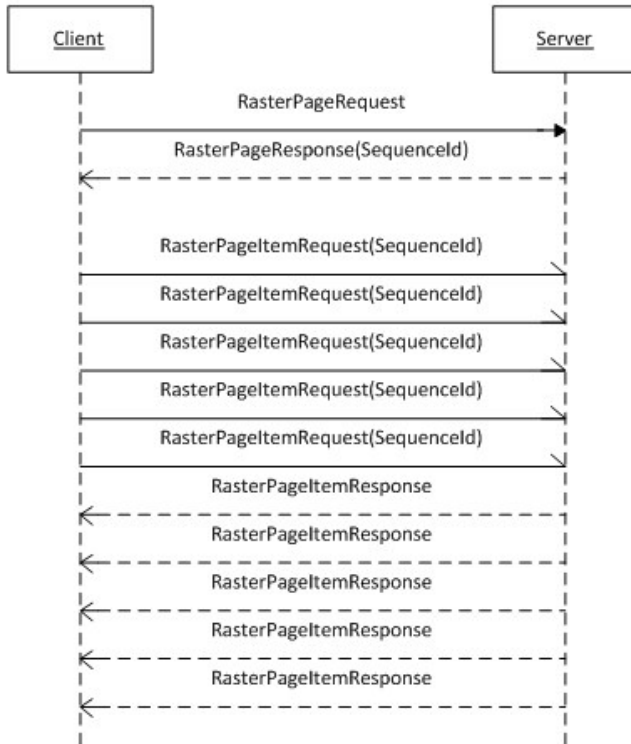 Client
Server
RasterPageRequest
RasterPageResponse(SequenceId)
RasterPageItemRequest(SequenceId)
RasterPageItemRequest(SequenceId)
RasterPageItemRequest(SequenceId)
RasterPageItemRequest(SequenceId)
RasterPageItemRequest(SequenceId)
RasterPageItemResponse
RasterPageItemResponse
RasterPageItemResponse
RasterPageItemResponse
RasterPageItemResponse